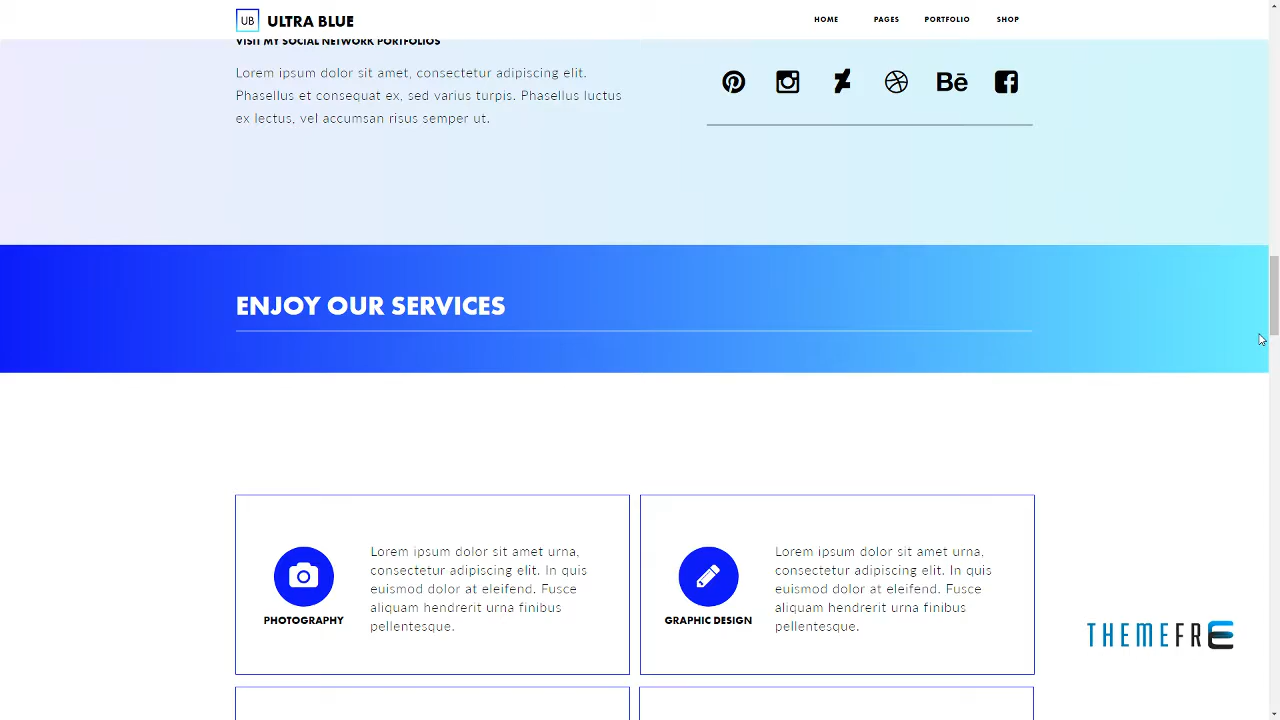 UB ULTRA BLUE
HOME PAGES PORTFOLIO SHOP
VISIT MY SOCIAL NETWORK PORTFOLIOS
Lorem ipsum dolor sit amet, consectetur adipiscing elit.
Phasellus a consequat ex, sed varius turpis. Phasellus luctus
ex lectus, vel accumsan risus semper ut.
Bē
ENJOY OUR SERVICES
Lorem ipsum dolor sit amet urna,
consectetur adipiscing elit. In quis
euismod dolor at eleifend. Fusce
aliquam hendrerit urna finibus
pellentesque.
PHOTOGRAPHY
Lorem ipsum dolor sit amet urna,
consectetur adipiscing elit. In quis
euismod dolor at eleifend. Fusce
aliquam hendrerit urna finibus
pellentesque.
GRAPHIC DESIGN
THEMEFRE